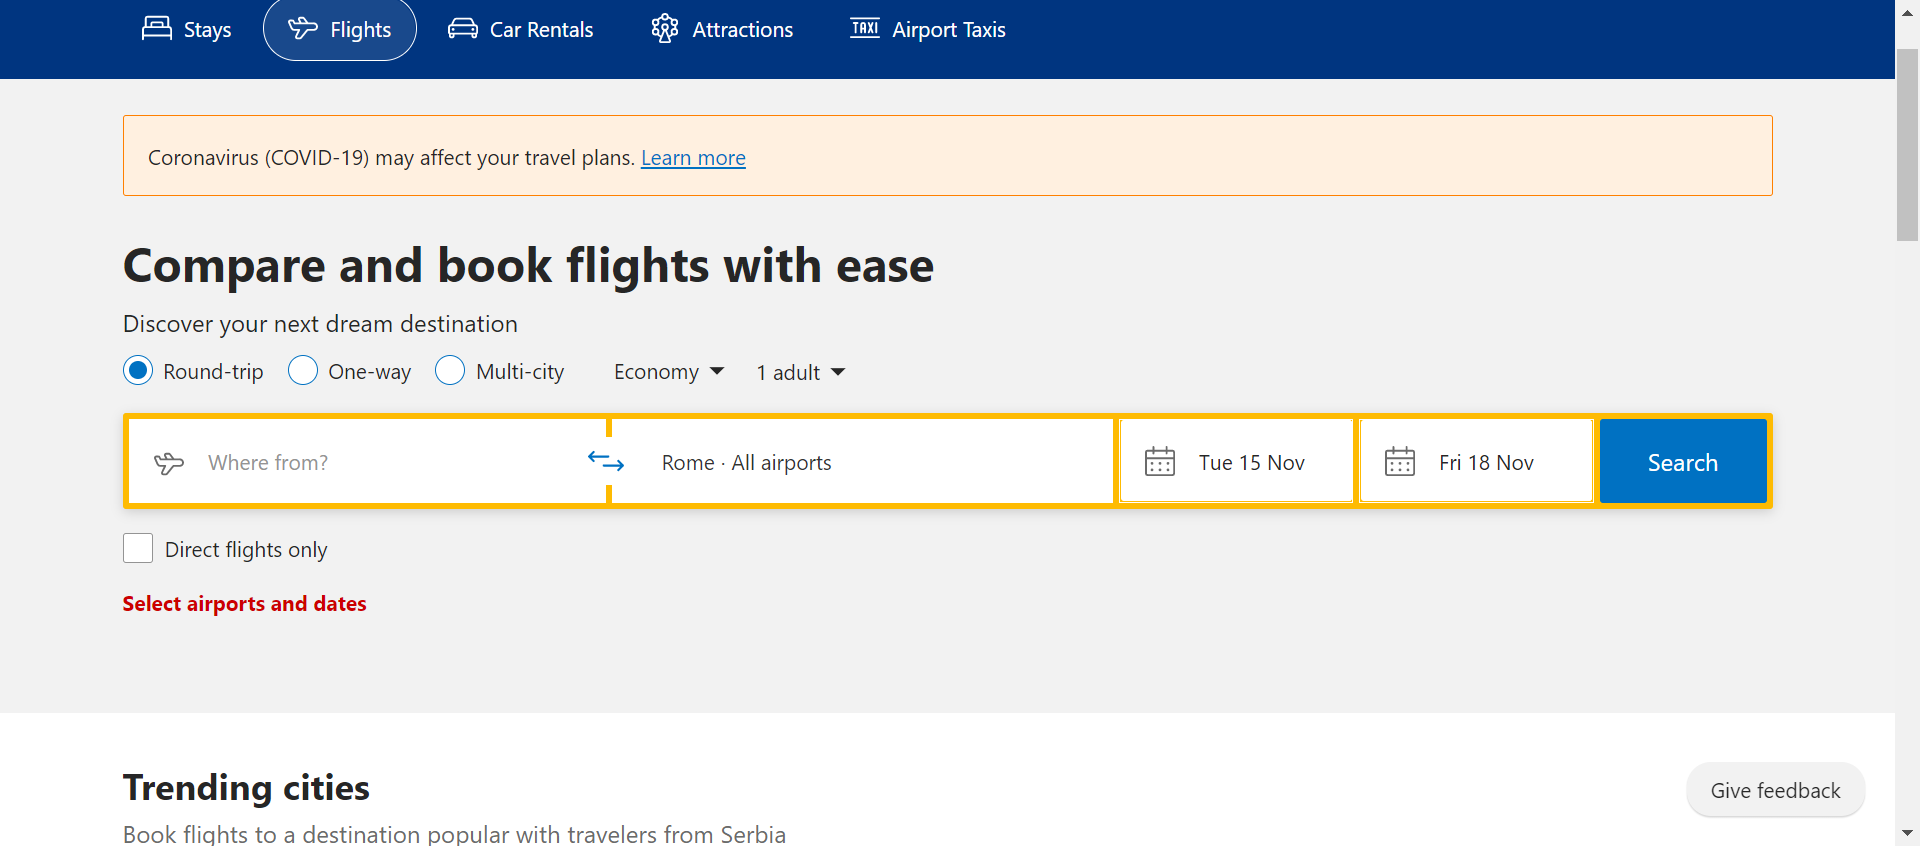 Stays Flights Car Rentals Attractions TAXI Airport Taxis
Coronavirus (COVID-19) may affect your travel plans. Learn more
Compare and book flights with ease
Discover your next dream destination
Round-trip One-way Multi-city Economy 1 adult
Where from? Rome · All airports Tue 15 Nov Fri 18 Nov Search
Direct flights only
Select airports and dates
Trending cities
Give feedback
Book flights to a destination popular with travelers from Serbia